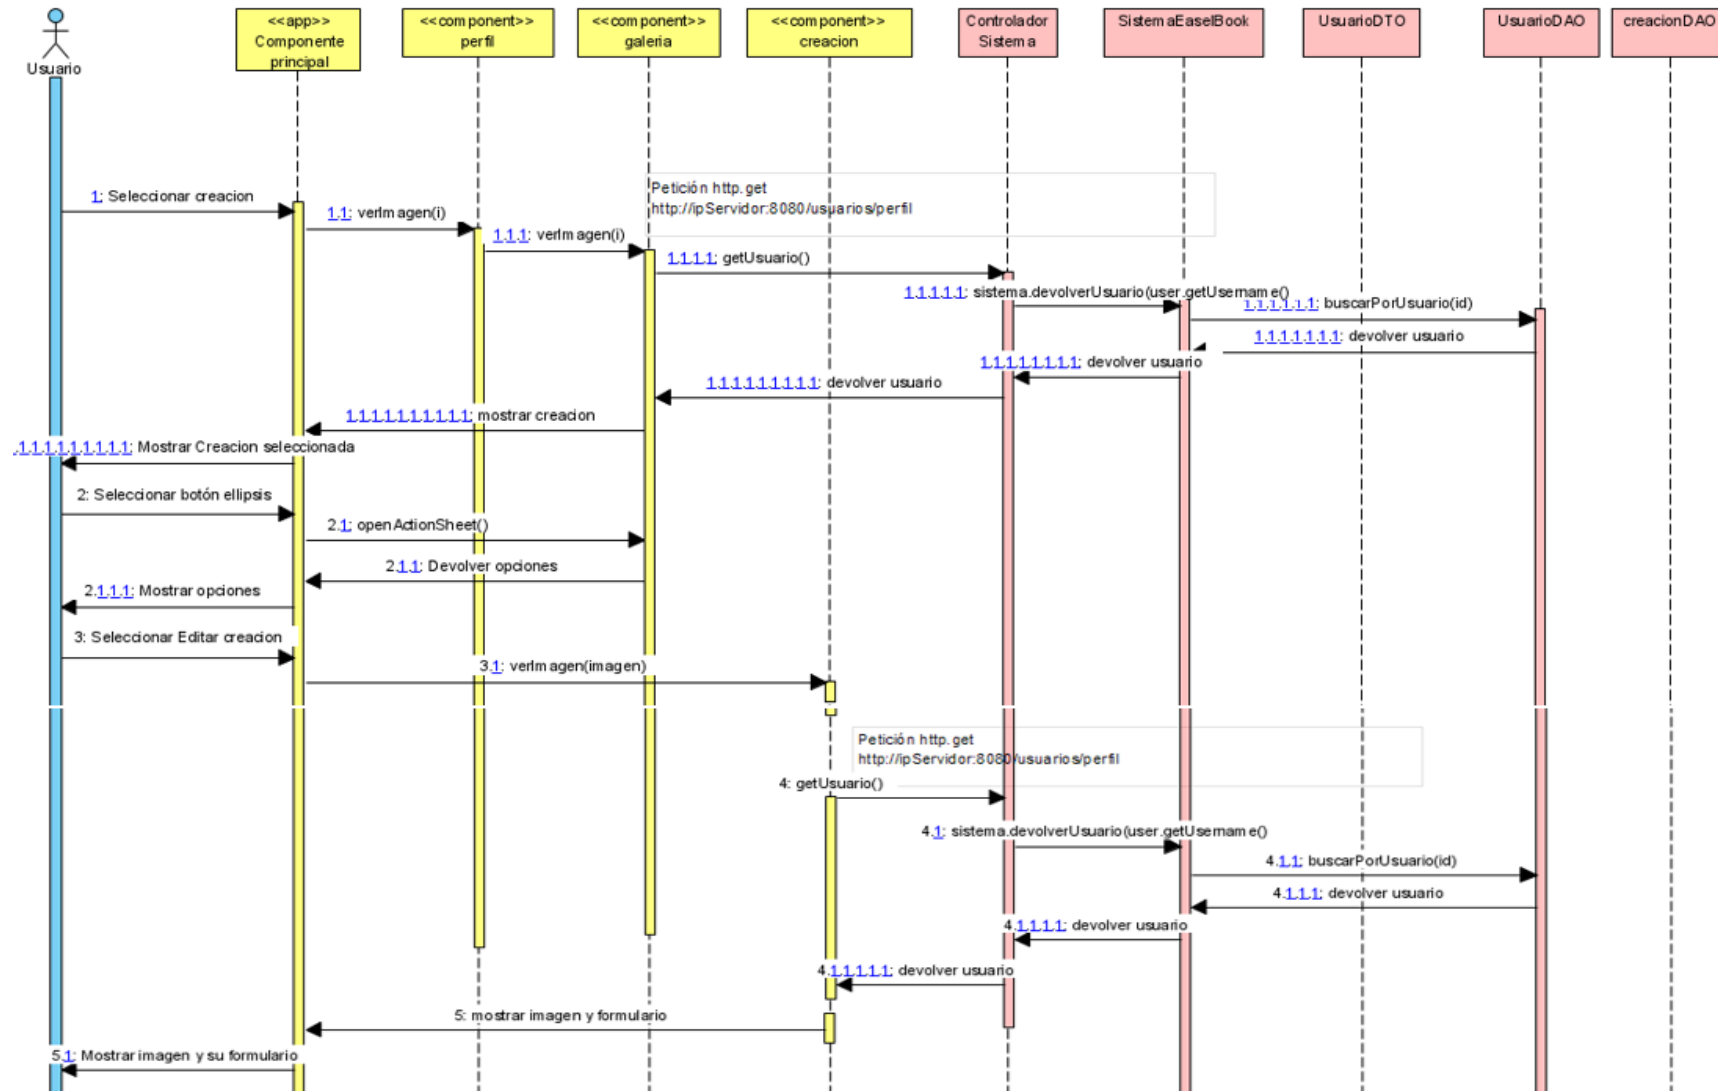 <<app>>
Componente
principal
<<component>>
perfil
<<component>>
galeria
<<component>>
creacion
Controlador
Sistema
SistemaEaselBook
UsuarioDTO
UsuarioDAO
creacionDAO
Usuario
1: Seleccionar creacion
1.1: verImagen(i)
1.1.1: verImagen(i)
Petición http.get
http://ipServidor:8080/usuarios/perfil
1.1.1.1: getUsuario()
1.1.1.1.1: sistema.devolverUsuario(user.getUsername()
1.1.1.1.1.1: buscarPorUsuario(id)
1.1.1.1.1.1.1: devolver usuario
1.1.1.1.1.1.1.1: devolver usuario
1.1.1.1.1.1.1.1.1: devolver usuario
1.1.1.1.1.1.1.1.1.1: mostrar creacion
.1.1.1.1.1.1.1.1.1: Mostrar Creacion seleccionada
2: Seleccionar botón ellipsis
2.1: openActionSheet()
2.1.1: Devolver opciones
2.1.1.1: Mostrar opciones
3: Seleccionar Editar creacion
3.1: verImagen(imagen)
Petición http.get
http://ipServidor:8080/usuarios/perfil
4: getUsuario()
4.1: sistema.devolverUsuario(user.getUsername()
4.1.1: buscarPorUsuario(id)
4.1.1.1: devolver usuario
4.1.1.1.1: devolver usuario
4.1.1.1.1.1: devolver usuario
5: mostrar imagen y formulario
5.1: Mostrar imagen y su formulario